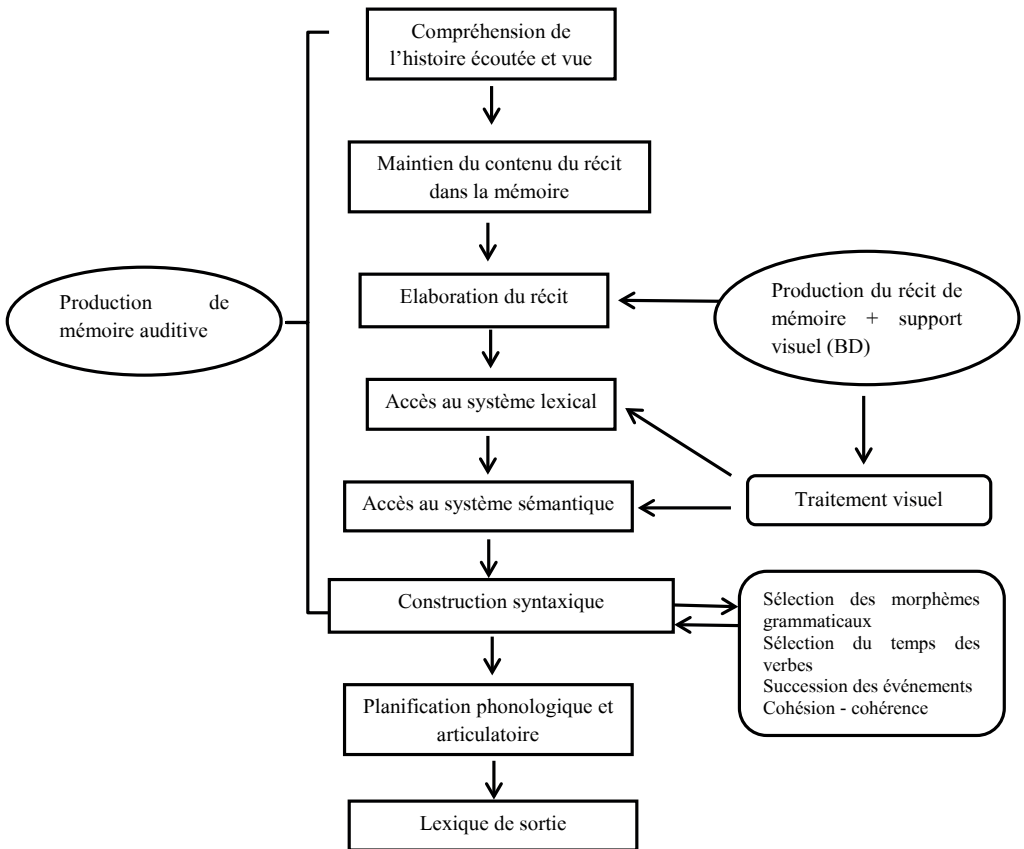 Compréhension de
l'histoire écoutée et vue
Maintien du contenu du récit
dans la mémoire
Elaboration du récit
Production de
mémoire auditive
Production du récit de
mémoire + support
visuel (BD)
Accès au système lexical
Accès au système sémantique
Traitement visuel
Construction syntaxique
Sélection des morphèmes
grammaticaux
Sélection du temps des
verbes
Succession des événements
Cohésion - cohérence
Planification phonologique et
articulatoire
Lexique de sortie